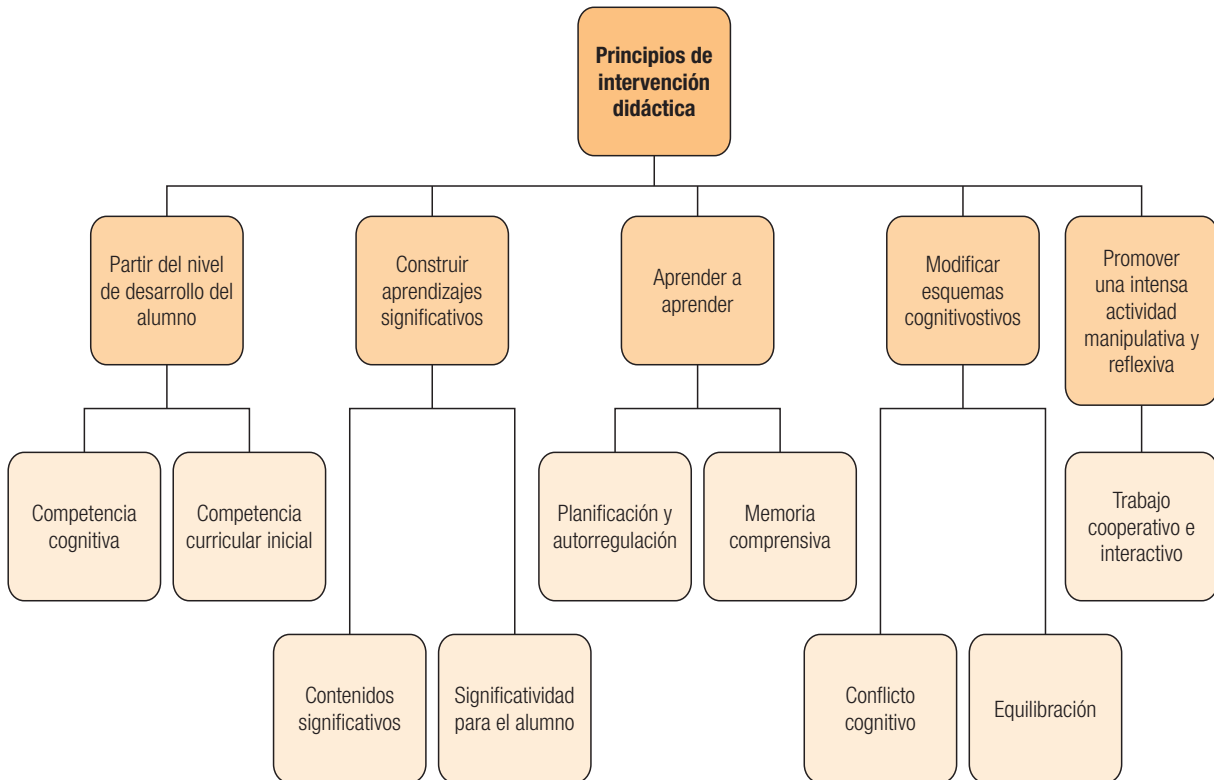 Principios de
intervención
didáctica
Partir del nivel
de desarrollo del
alumno
Construir
aprendizajes
significativos
Aprender a
aprender
Modificar
esquemas
cognitivostivos
Promover
una intensa
actividad
manipulativa y
reflexiva
Competencia
cognitiva
Competencia
curricular inicial
Planificación y
autorregulación
Memoria
comprensiva
Trabajo
cooperativo e
interactivo
Contenidos
significativos
Significatividad
para el alumno
Conflicto
cognitivo
Equilibración